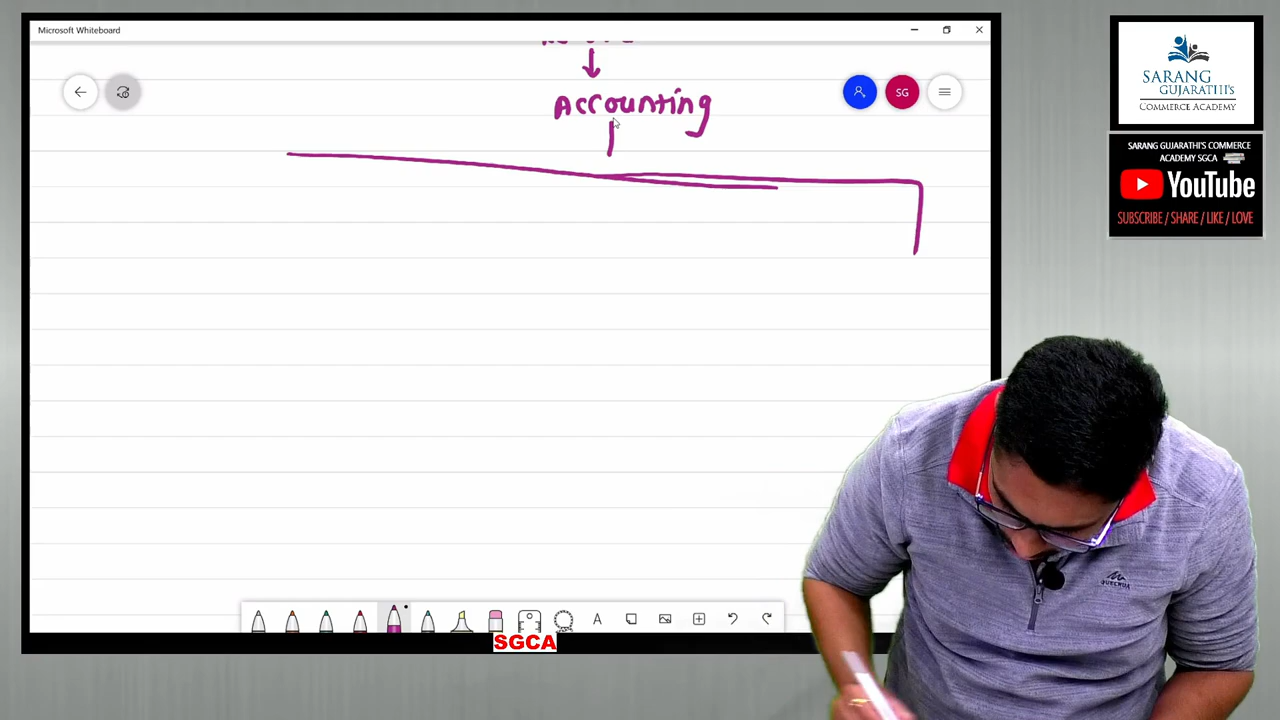 Microsoft Whiteboard
SG
Accounting
A
SGCA
SARANG
GUJARATHI'S
COMMERCE ACADEMY
SARANG GUJARATHI'S COMMERCE
ACADEMY SGCA
YouTube
SUBSCRIBE / SHARE / LIKE / LOVE
QUECHUA